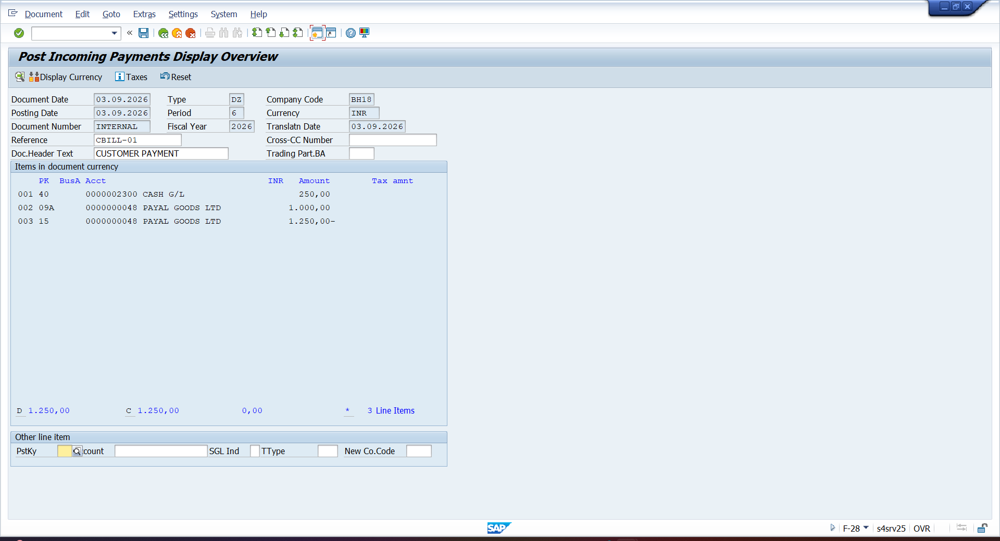 Document Edit Goto Extras Settings System Help
Post Incoming Payments Display Overview
Display Currency Taxes Reset
Document Date 03.09.2026 Type DZ Company Code BH18
Posting Date 03.09.2026 Period 6 Currency INR
Document Number INTERNAL Fiscal Year 2026 Translatn Date 03.09.2026
Reference CBILL-01 Cross-CC Number
Doc.Header Text CUSTOMER PAYMENT Trading Part.BA
Items in document currency
PK BusA Acct INR Amount Tax amnt
001 40 0000002300 CASH G/L 250,00
002 09A 0000000048 PAYAL GOODS LTD 1.000,00
003 15 0000000048 PAYAL GOODS LTD 1.250,00-
D 1.250,00 C 1.250,00 0,00 * 3 Line Items
Other line item
PstKy count SGL Ind TType New Co.Code
SAP F-28 s4srv25 OVR